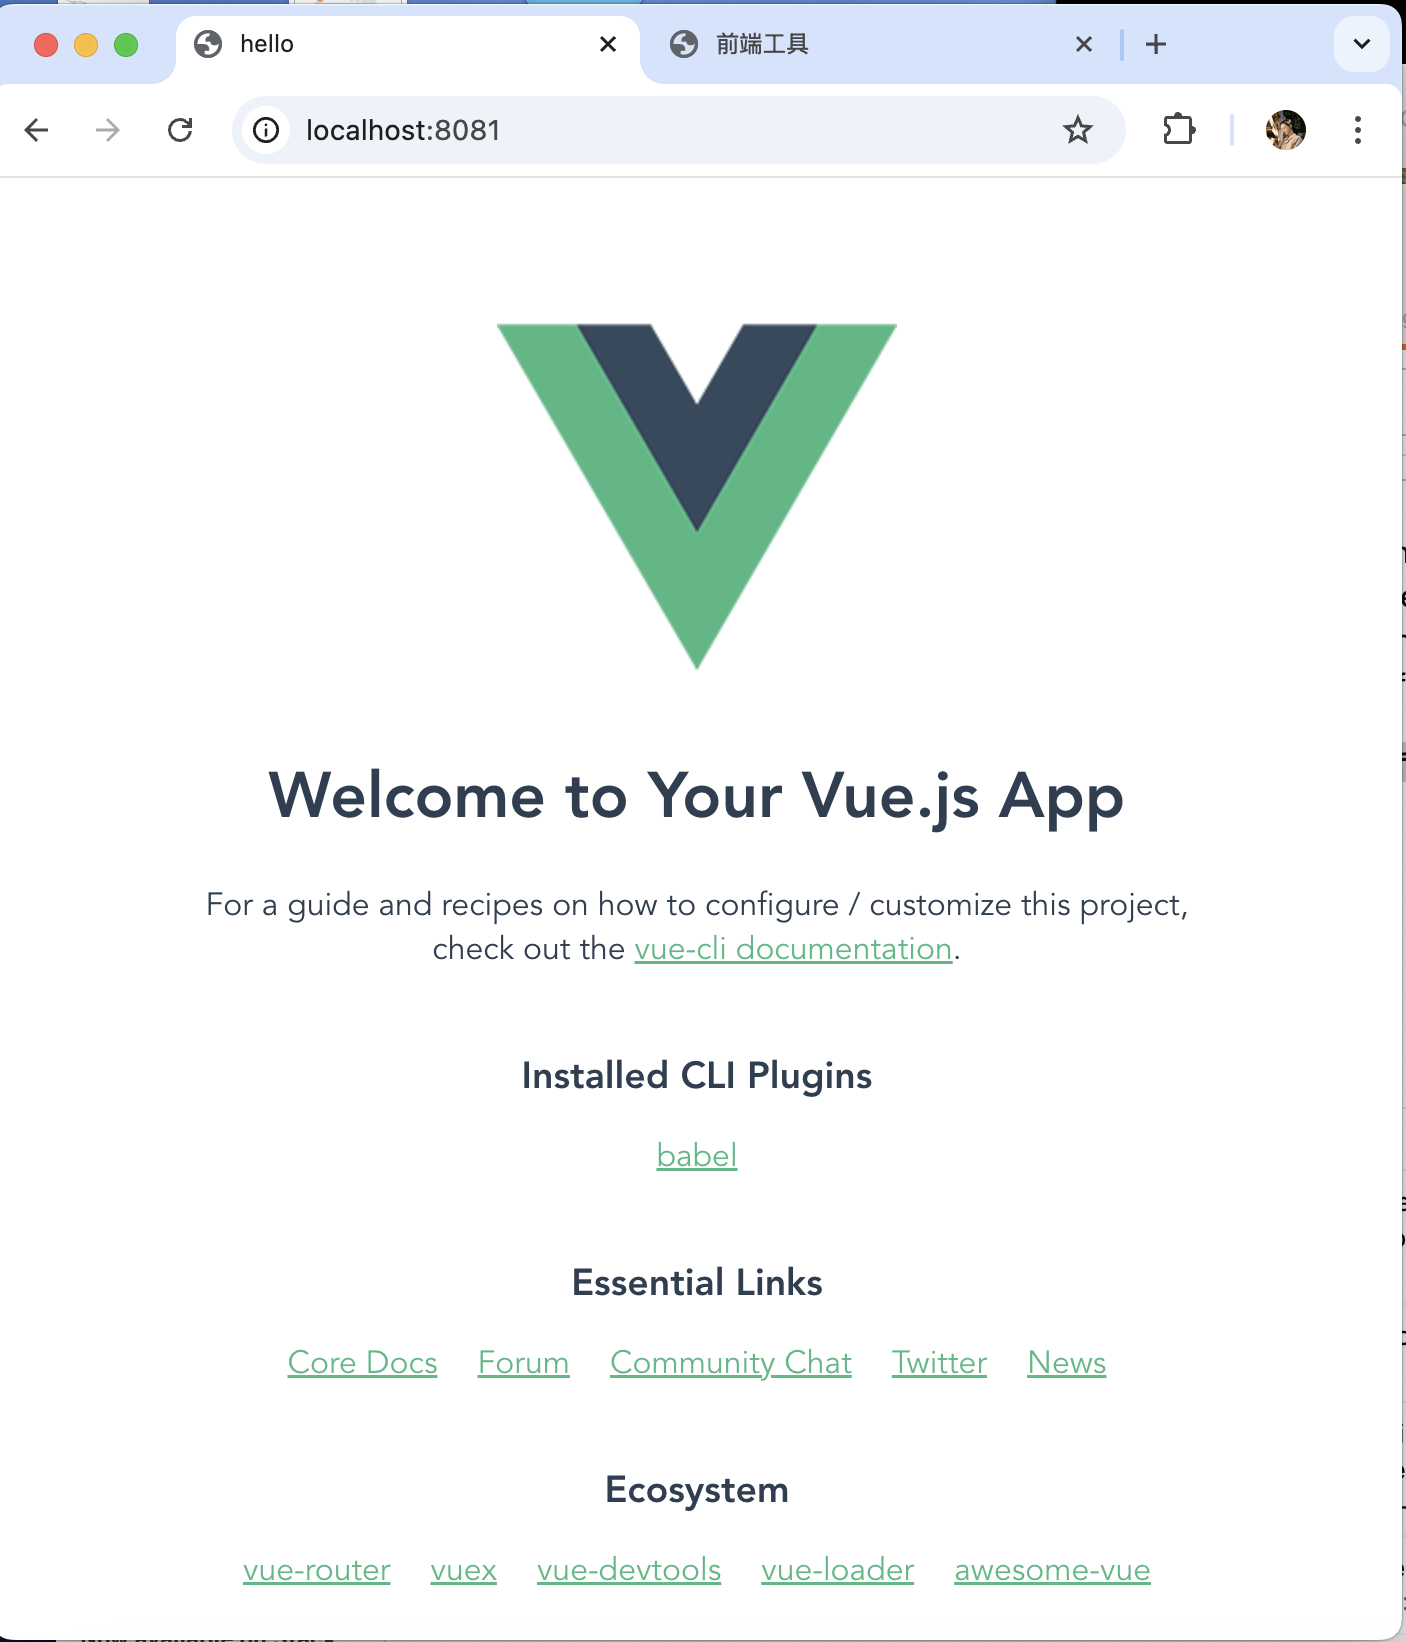 hello
前端工具
localhost:8081
Welcome to Your Vue.js App
For a guide and recipes on how to configure / customize this project,
check out the vue-cli documentation.
Installed CLI Plugins
babel
Essential Links
Core Docs Forum Community Chat Twitter News
Ecosystem
vue-router vuex vue-devtools vue-loader awesome-vue